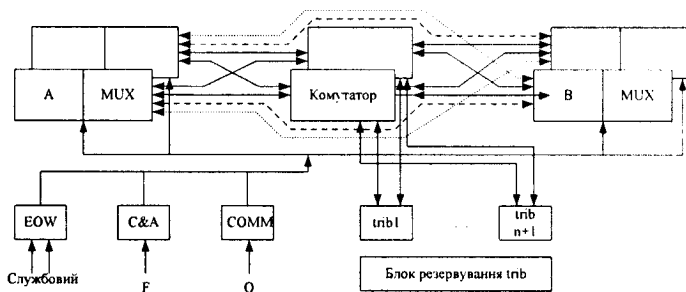 A MUX
Комутатор
B MUX
EOW
C&A
COMM
trib1
trib
n+1
Службовий
F
Q
Блок резервування trib